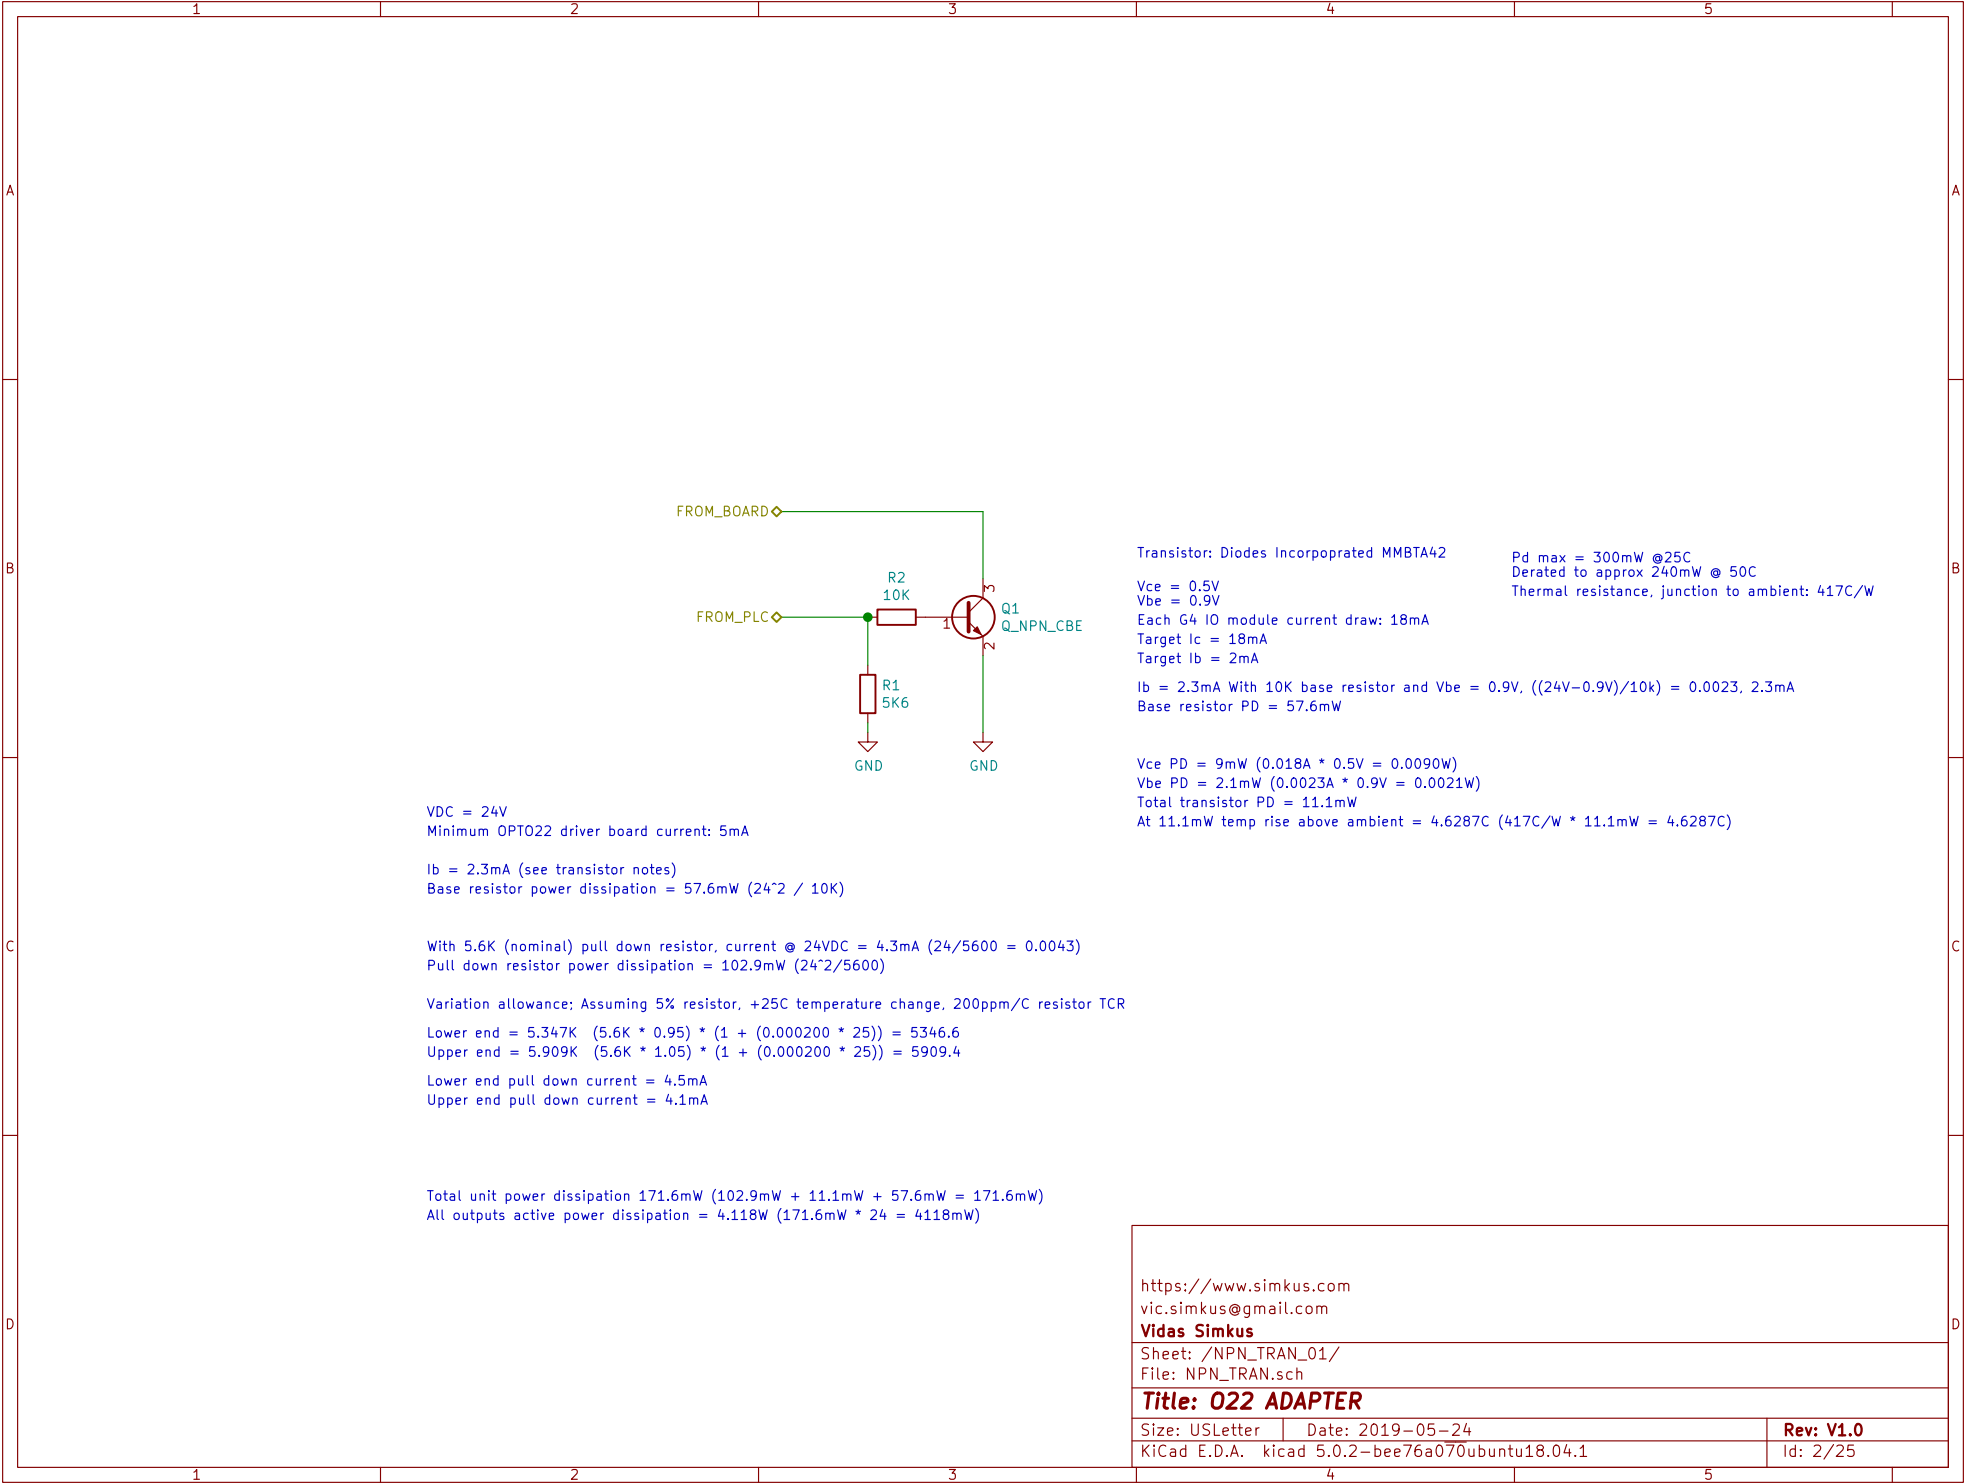 1 2 3 4 5
A A
FROM_BOARD
R2
10K
FROM_PLC
1
3
2
Q1
Q_NPN_CBE
R1
5K6
GND
GND
B B
Transistor: Diodes Incorpoprated MMBTA42
Vce = 0.5V
Vbe = 0.9V
Each G4 IO module current draw: 18mA
Target Ic = 18mA
Target Ib = 2mA
Ib = 2.3mA With 10K base resistor and Vbe = 0.9V, ((24V-0.9V)/10k) = 0.0023, 2.3mA
Base resistor PD = 57.6mW
Pd max = 300mW @25C
Derated to approx 240mW @ 50C
Thermal resistance, junction to ambient: 417C/W
Vce PD = 9mW (0.018A * 0.5V = 0.0090W)
Vbe PD = 2.1mW (0.0023A * 0.9V = 0.0021W)
Total transistor PD = 11.1mW
At 11.1mW temp rise above ambient = 4.6287C (417C/W * 11.1mW = 4.6287C)
VDC = 24V
Minimum OPTO22 driver board current: 5mA
Ib = 2.3mA (see transistor notes)
Base resistor power dissipation = 57.6mW (24^2 / 10K)
C C
With 5.6K (nominal) pull down resistor, current @ 24VDC = 4.3mA (24/5600 = 0.0043)
Pull down resistor power dissipation = 102.9mW (24^2/5600)
Variation allowance; Assuming 5% resistor, +25C temperature change, 200ppm/C resistor TCR
Lower end = 5.347K (5.6K * 0.95) * (1 + (0.000200 * 25)) = 5346.6
Upper end = 5.909K (5.6K * 1.05) * (1 + (0.000200 * 25)) = 5909.4
Lower end pull down current = 4.5mA
Upper end pull down current = 4.1mA
Total unit power dissipation 171.6mW (102.9mW + 11.1mW + 57.6mW = 171.6mW)
All outputs active power dissipation = 4.118W (171.6mW * 24 = 4118mW)
D D
https://www.simkus.com
vic.simkus@gmail.com
Vidas Simkus
Sheet: /NPN_TRAN_01/
File: NPN_TRAN.sch
Title: O22 ADAPTER
Size: USLetter Date: 2019-05-24 Rev: V1.0
KiCad E.D.A. kicad 5.0.2-bee76a070ubuntu18.04.1 Id: 2/25
1 2 3 4 5